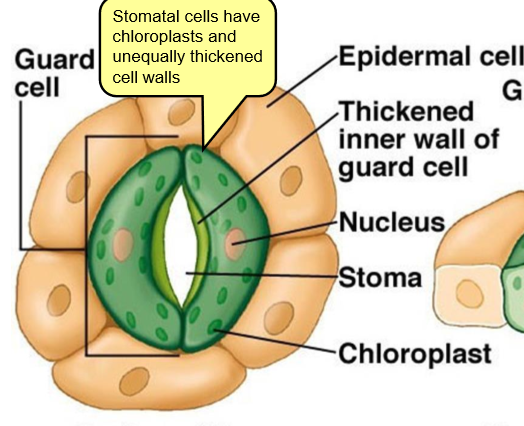 Stomatal cells have
chloroplasts and
unequally thickened
cell walls
Guard
cell
Epidermal cell
G
Thickened
inner wall of
guard cell
Nucleus
Stoma
Chloroplast